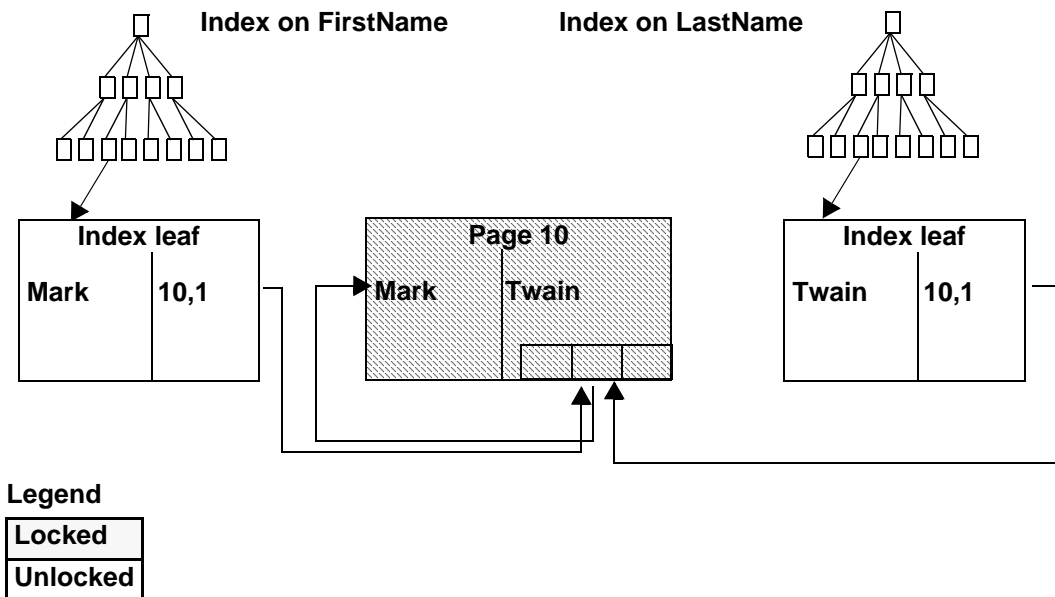 Index on FirstName
Index on LastName
Index leaf
Mark 10,1
Page 10
Mark Twain
Index leaf
Twain 10,1
Legend
Locked
Unlocked